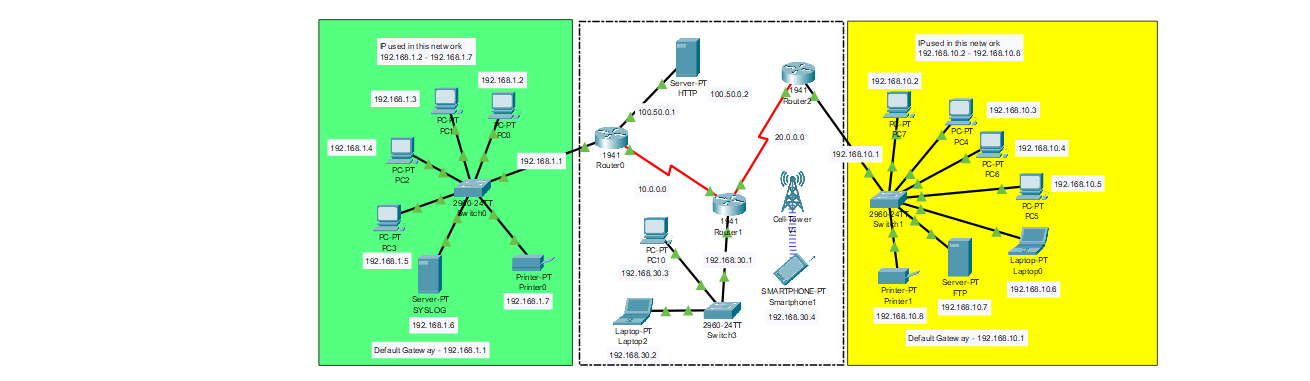 IP used in this network
192.168.1.2 - 192.168.1.7
192.168.1.2
192.168.1.3
PC-PT
PC1
PC-PT
PC0
192.168.1.4
PC-PT
PC2
192.168.1.1
2960-24TT
Switch0
PC-PT
PC3
192.168.1.5
Server-PT
SYSLOG
192.168.1.6
Printer-PT
Printer0
192.168.1.7
Default Gateway - 192.168.1.1
Server-PT
HTTP
100.50.0.2
100.50.0.1
1941
Router0
1941
Router2
20.0.0.0
10.0.0.0
1941
Router1
Cell-Tower
PC-PT
PC10
192.168.30.3
192.168.30.1
SMARTPHONE-PT
Smartphone1
192.168.30.4
Laptop-PT
Laptop2
192.168.30.2
2960-24TT
Switch3
IP used in this network
192.168.10.2 - 192.168.10.8
192.168.10.2
PC-PT
PC7
192.168.10.3
PC-PT
PC4
192.168.10.4
PC-PT
PC6
192.168.10.1
192.168.10.5
PC-PT
PC5
2960-24TT
Switch1
Laptop-PT
Laptop0
192.168.10.6
Server-PT
FTP
192.168.10.7
Printer-PT
Printer1
192.168.10.8
Default Gateway - 192.168.10.1